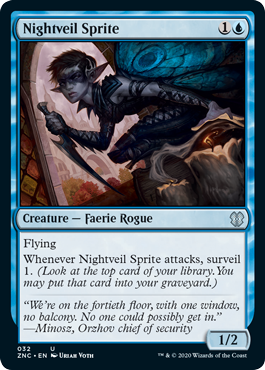 Nightveil Sprite 1
Creature — Faerie Rogue
Flying
Whenever Nightveil Sprite attacks, surveil
1. (Look at the top card of your library. You
may put that card into your graveyard.)
“We’re on the fortieth floor, with one window,
no balcony. No one could possibly get in.”
—Minosz, Orzhov chief of security
1/2
032 U
ZNC • EN Uriah Voth ™ & © 2020 Wizards of the Coast